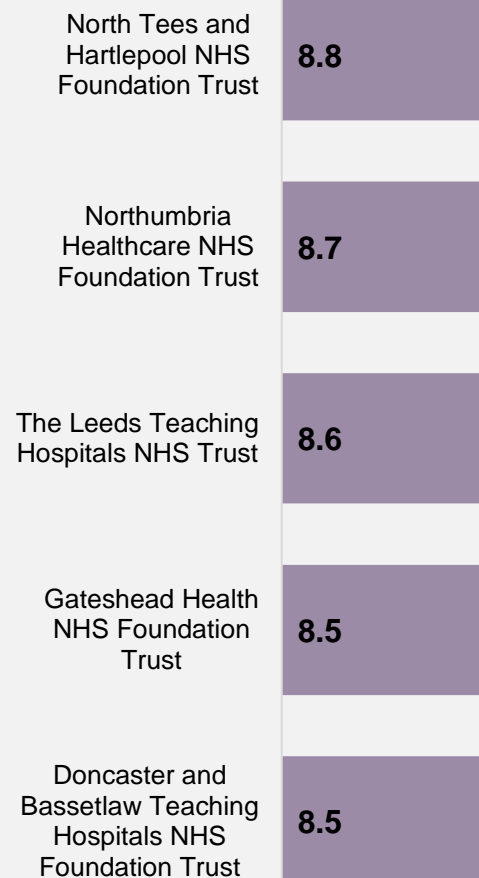 North Tees and
Hartlepool NHS
Foundation Trust
8.8
Northumbria
Healthcare NHS
Foundation Trust
8.7
The Leeds Teaching
Hospitals NHS Trust
8.6
Gateshead Health
NHS Foundation
Trust
8.5
Doncaster and
Bassetlaw Teaching
Hospitals NHS
Foundation Trust
8.5